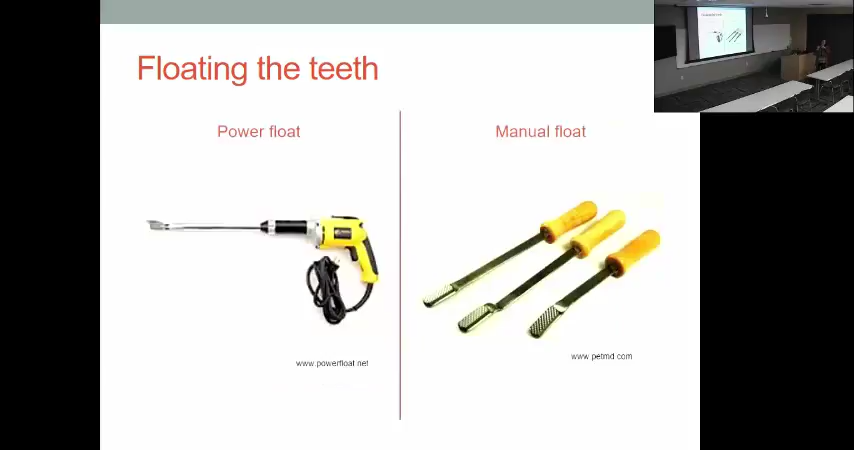 Floating the teeth
Power float
Manual float
www.powerfloat.net
www.petmd.com